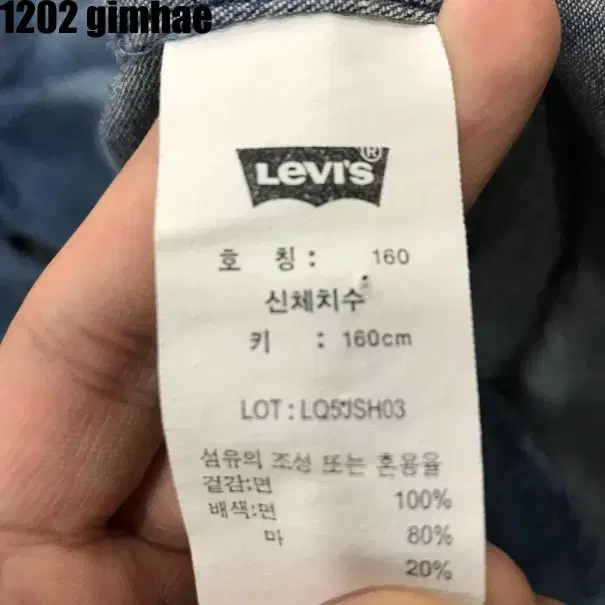 1202 gimhae
LEVI'S®
호 칭 : 160
신체치수
키 : 160cm
LOT : LQ5JSH03
섬유의 조성 또는 혼용율
겉감:면 100%
배색:면 80%
마 20%